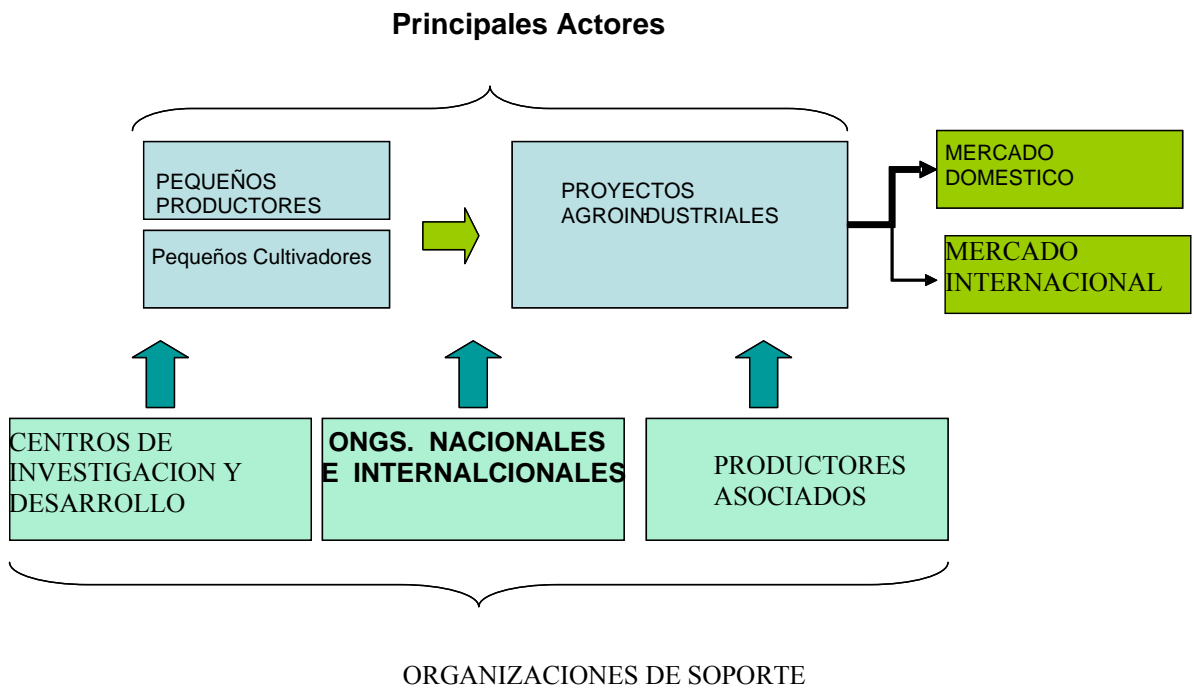 Principales Actores
PEQUEÑOS
PRODUCTORES
Pequeños Cultivadores
PROYECTOS
AGROINDUSTRIALES
MERCADO
DOMESTICO
MERCADO
INTERNACIONAL
CENTROS DE
INVESTIGACION Y
DESARROLLO
ONGS. NACIONALES
E INTERNALCIONALES
PRODUCTORES
ASOCIADOS
ORGANIZACIONES DE SOPORTE